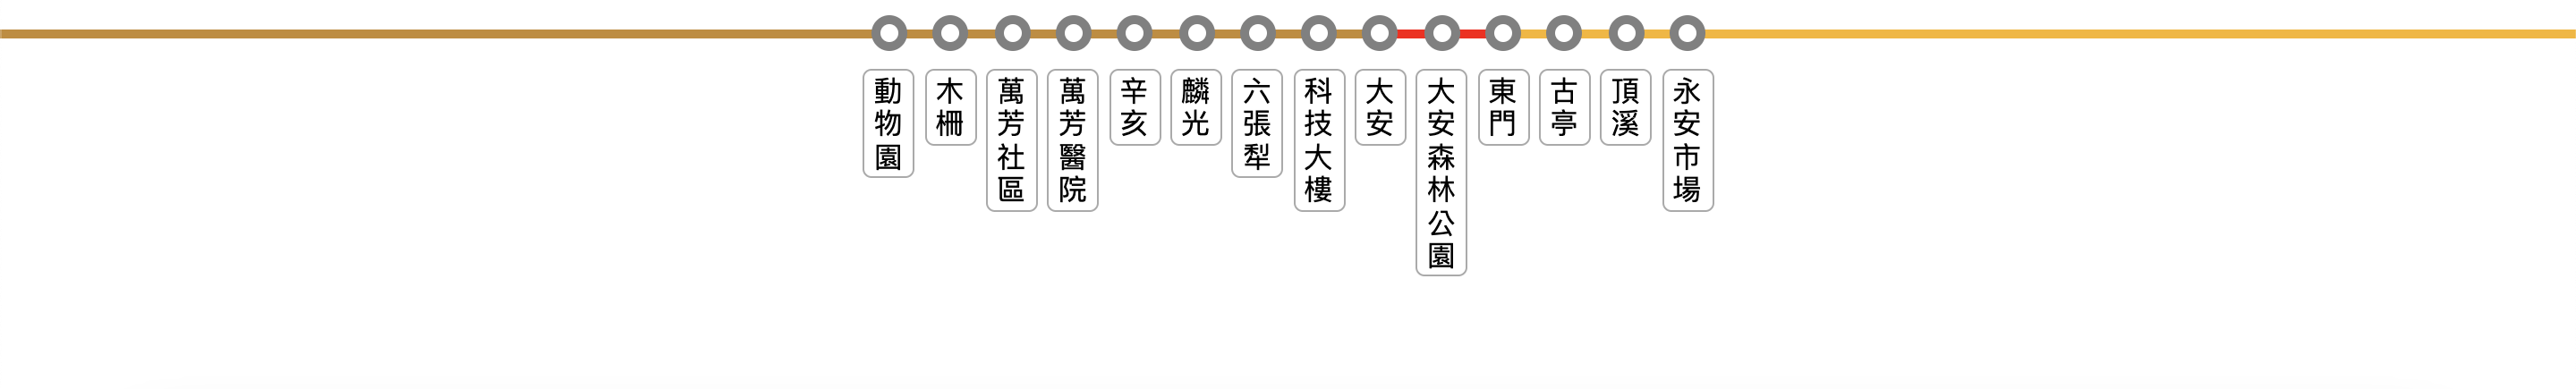 動物園
木柵
萬芳社區
萬芳醫院
辛亥
麟光
六張犁
科技大樓
大安
大安森林公園
東門
古亭
頂溪
永安市場